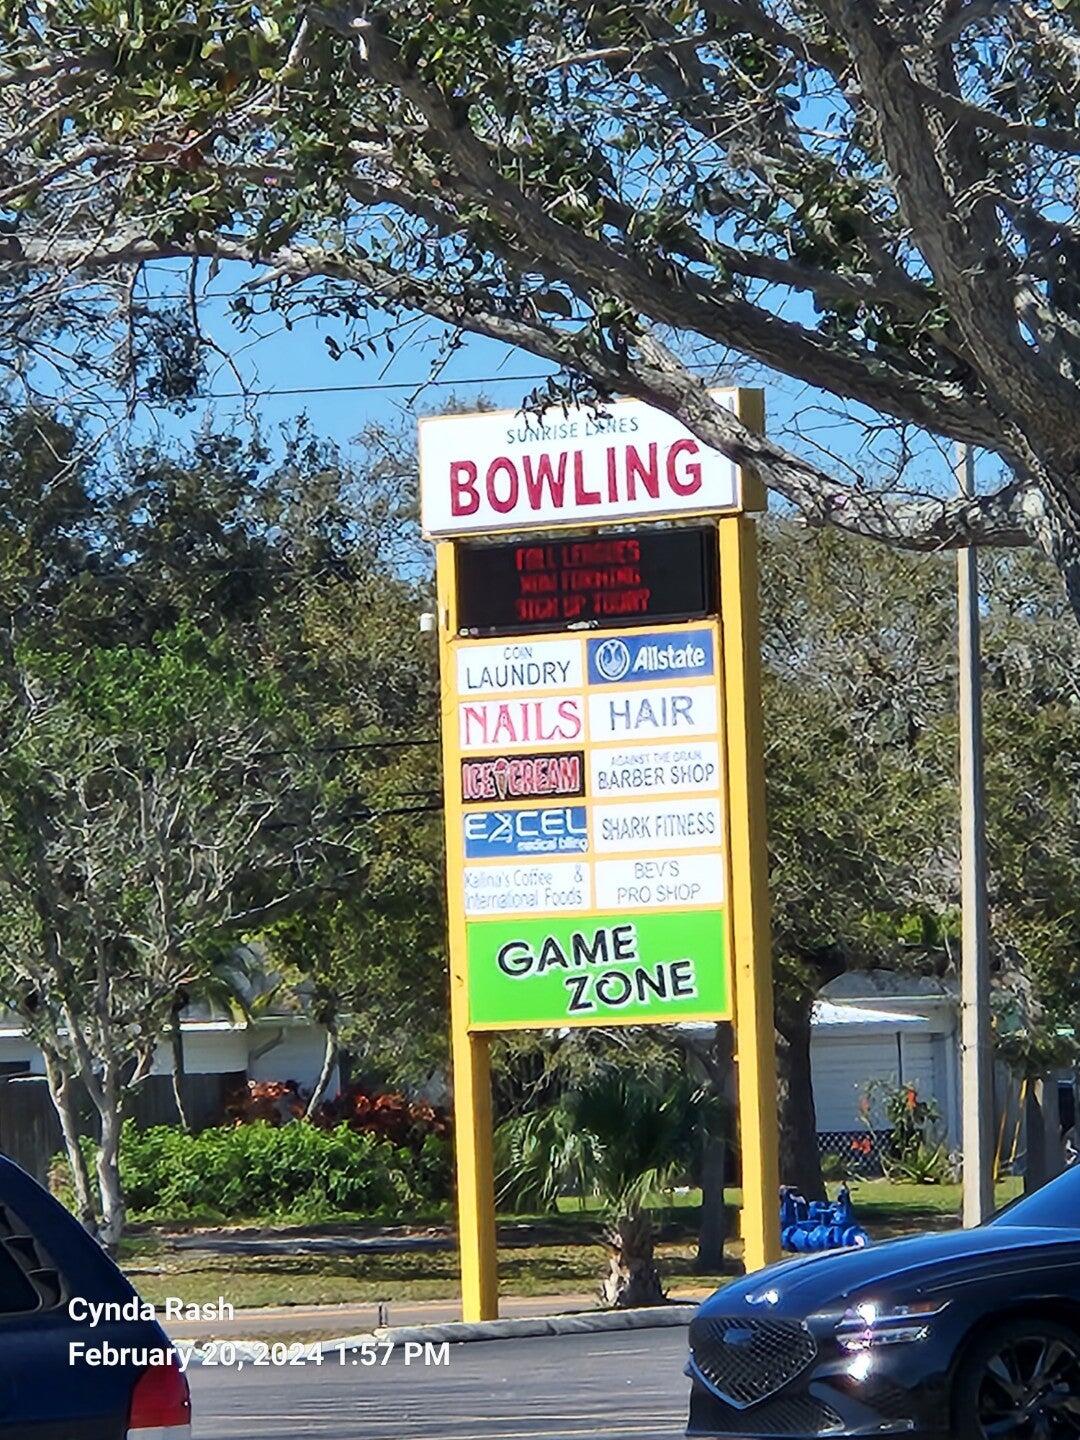 SUNRISE LANES
BOWLING
FALL LEAGUES
NOW FORMING
SIGN UP TODAY
COIN
LAUNDRY
Allstate
NAILS
HAIR
ICE CREAM
AGAINST THE GRAIN
BARBER SHOP
EXCEL
medical billing
SHARK FITNESS
Kalina's Coffee &
International Foods
BEV'S
PRO SHOP
GAME
ZONE
Cynda Rash
February 20, 2024 1:57 PM